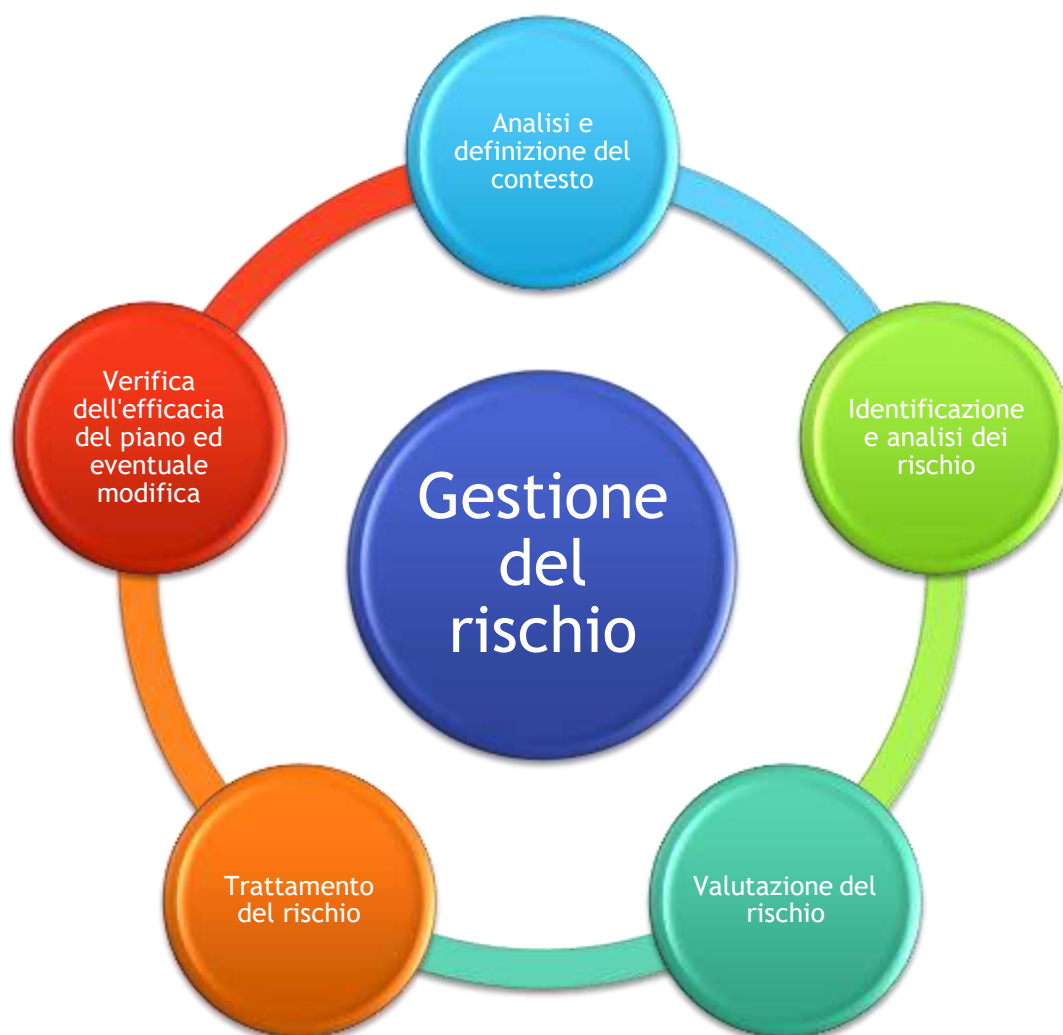 Analisi e
definizione del
contesto
Identificazione
e analisi dei
rischio
Valutazione del
rischio
Trattamento
del rischio
Verifica
dell'efficacia
del piano ed
eventuale
modifica
Gestione
del
rischio